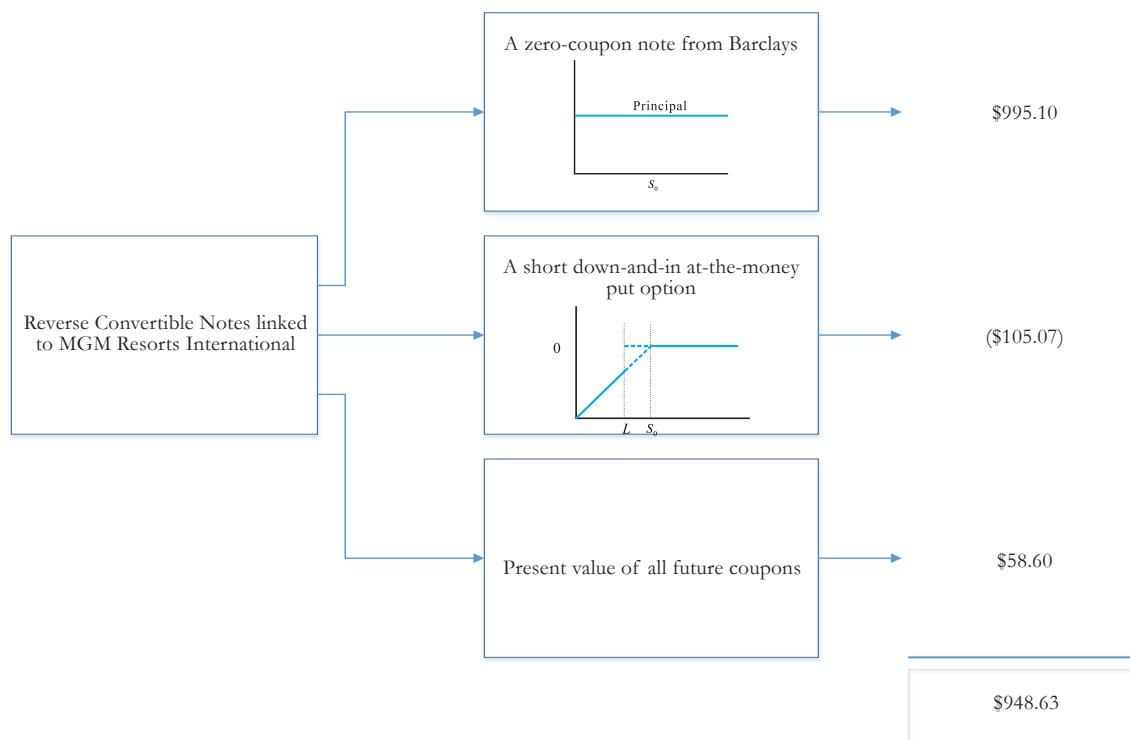 A zero-coupon note from Barclays
Principal
S0
$995.10
Reverse Convertible Notes linked
to MGM Resorts International
A short down-and-in at-the-money
put option
0
L S0
($105.07)
Present value of all future coupons
$58.60
$948.63